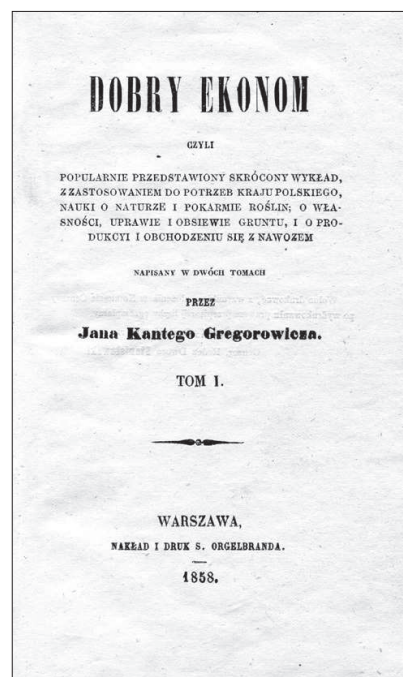 DOBRY EKONOM
CZYLI
POPULARNIE PRZEDSTAWIONY SKRÓCONY WYKŁAD,
Z ZASTOSOWANIEM DO POTRZEB KRAJU POLSKIEGO,
NAUKI O NATURZE I POKARMIE ROŚLIN; O WŁA-
SNOŚCI, UPRAWIE I OBSIEWIE GRUNTU, I O PRO-
DUKCYI I OBCHODZENIU SIĘ Z NAWOZEM
NAPISANY W DWÓCH TOMACH
PRZEZ
Jana Kantego Gregorowicza.
TOM I.
WARSZAWA,
NAKŁAD I DRUK S. ORGELBRANDA.
1858.